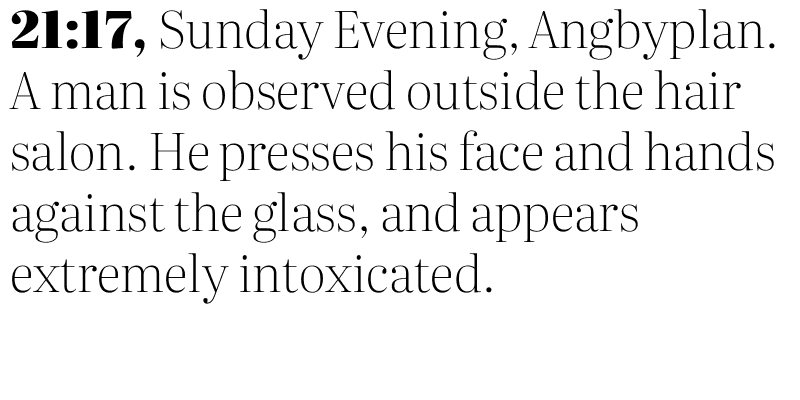 21:17, Sunday Evening, Angbyplan.
A man is observed outside the hair
salon. He presses his face and hands
against the glass, and appears
extremely intoxicated.